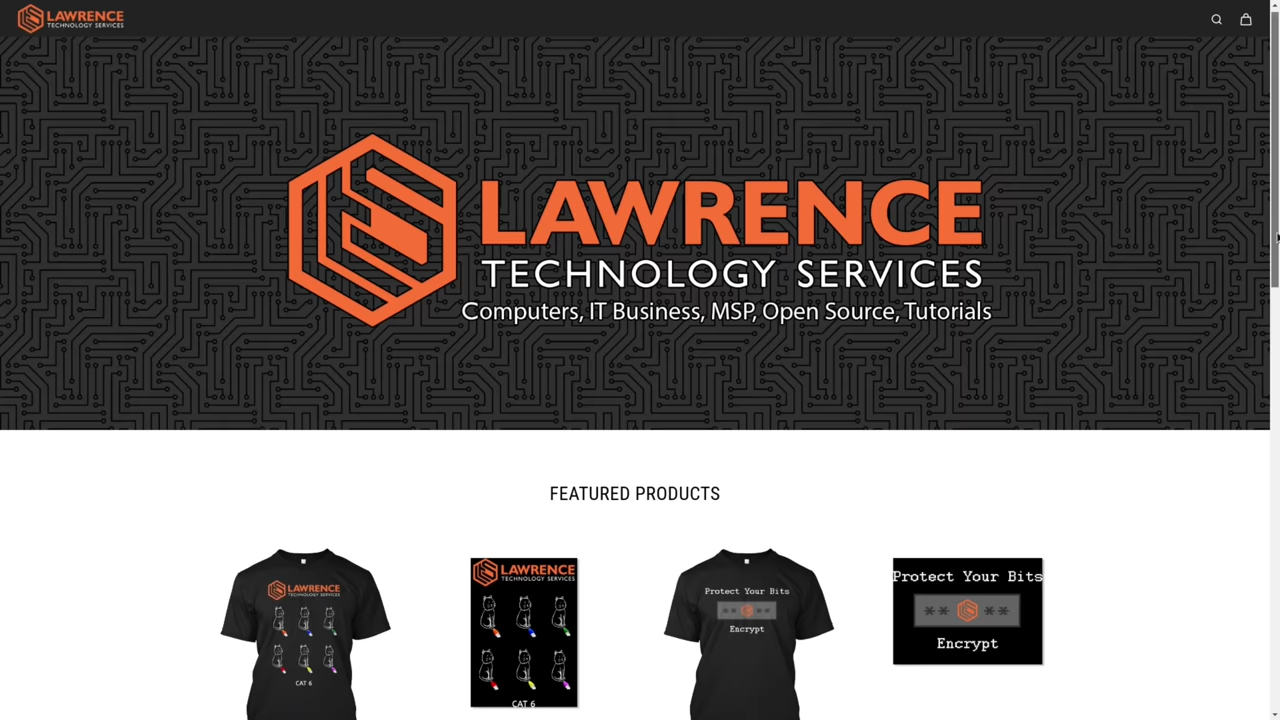 LAWRENCE
TECHNOLOGY SERVICES
LAWRENCE
TECHNOLOGY SERVICES
Computers, IT Business, MSP, Open Source, Tutorials
FEATURED PRODUCTS
LAWRENCE
TECHNOLOGY SERVICES
CAT 6
LAWRENCE
TECHNOLOGY SERVICES
CAT 6
Protect Your Bits
** **
Encrypt
Protect Your Bits
** **
Encrypt